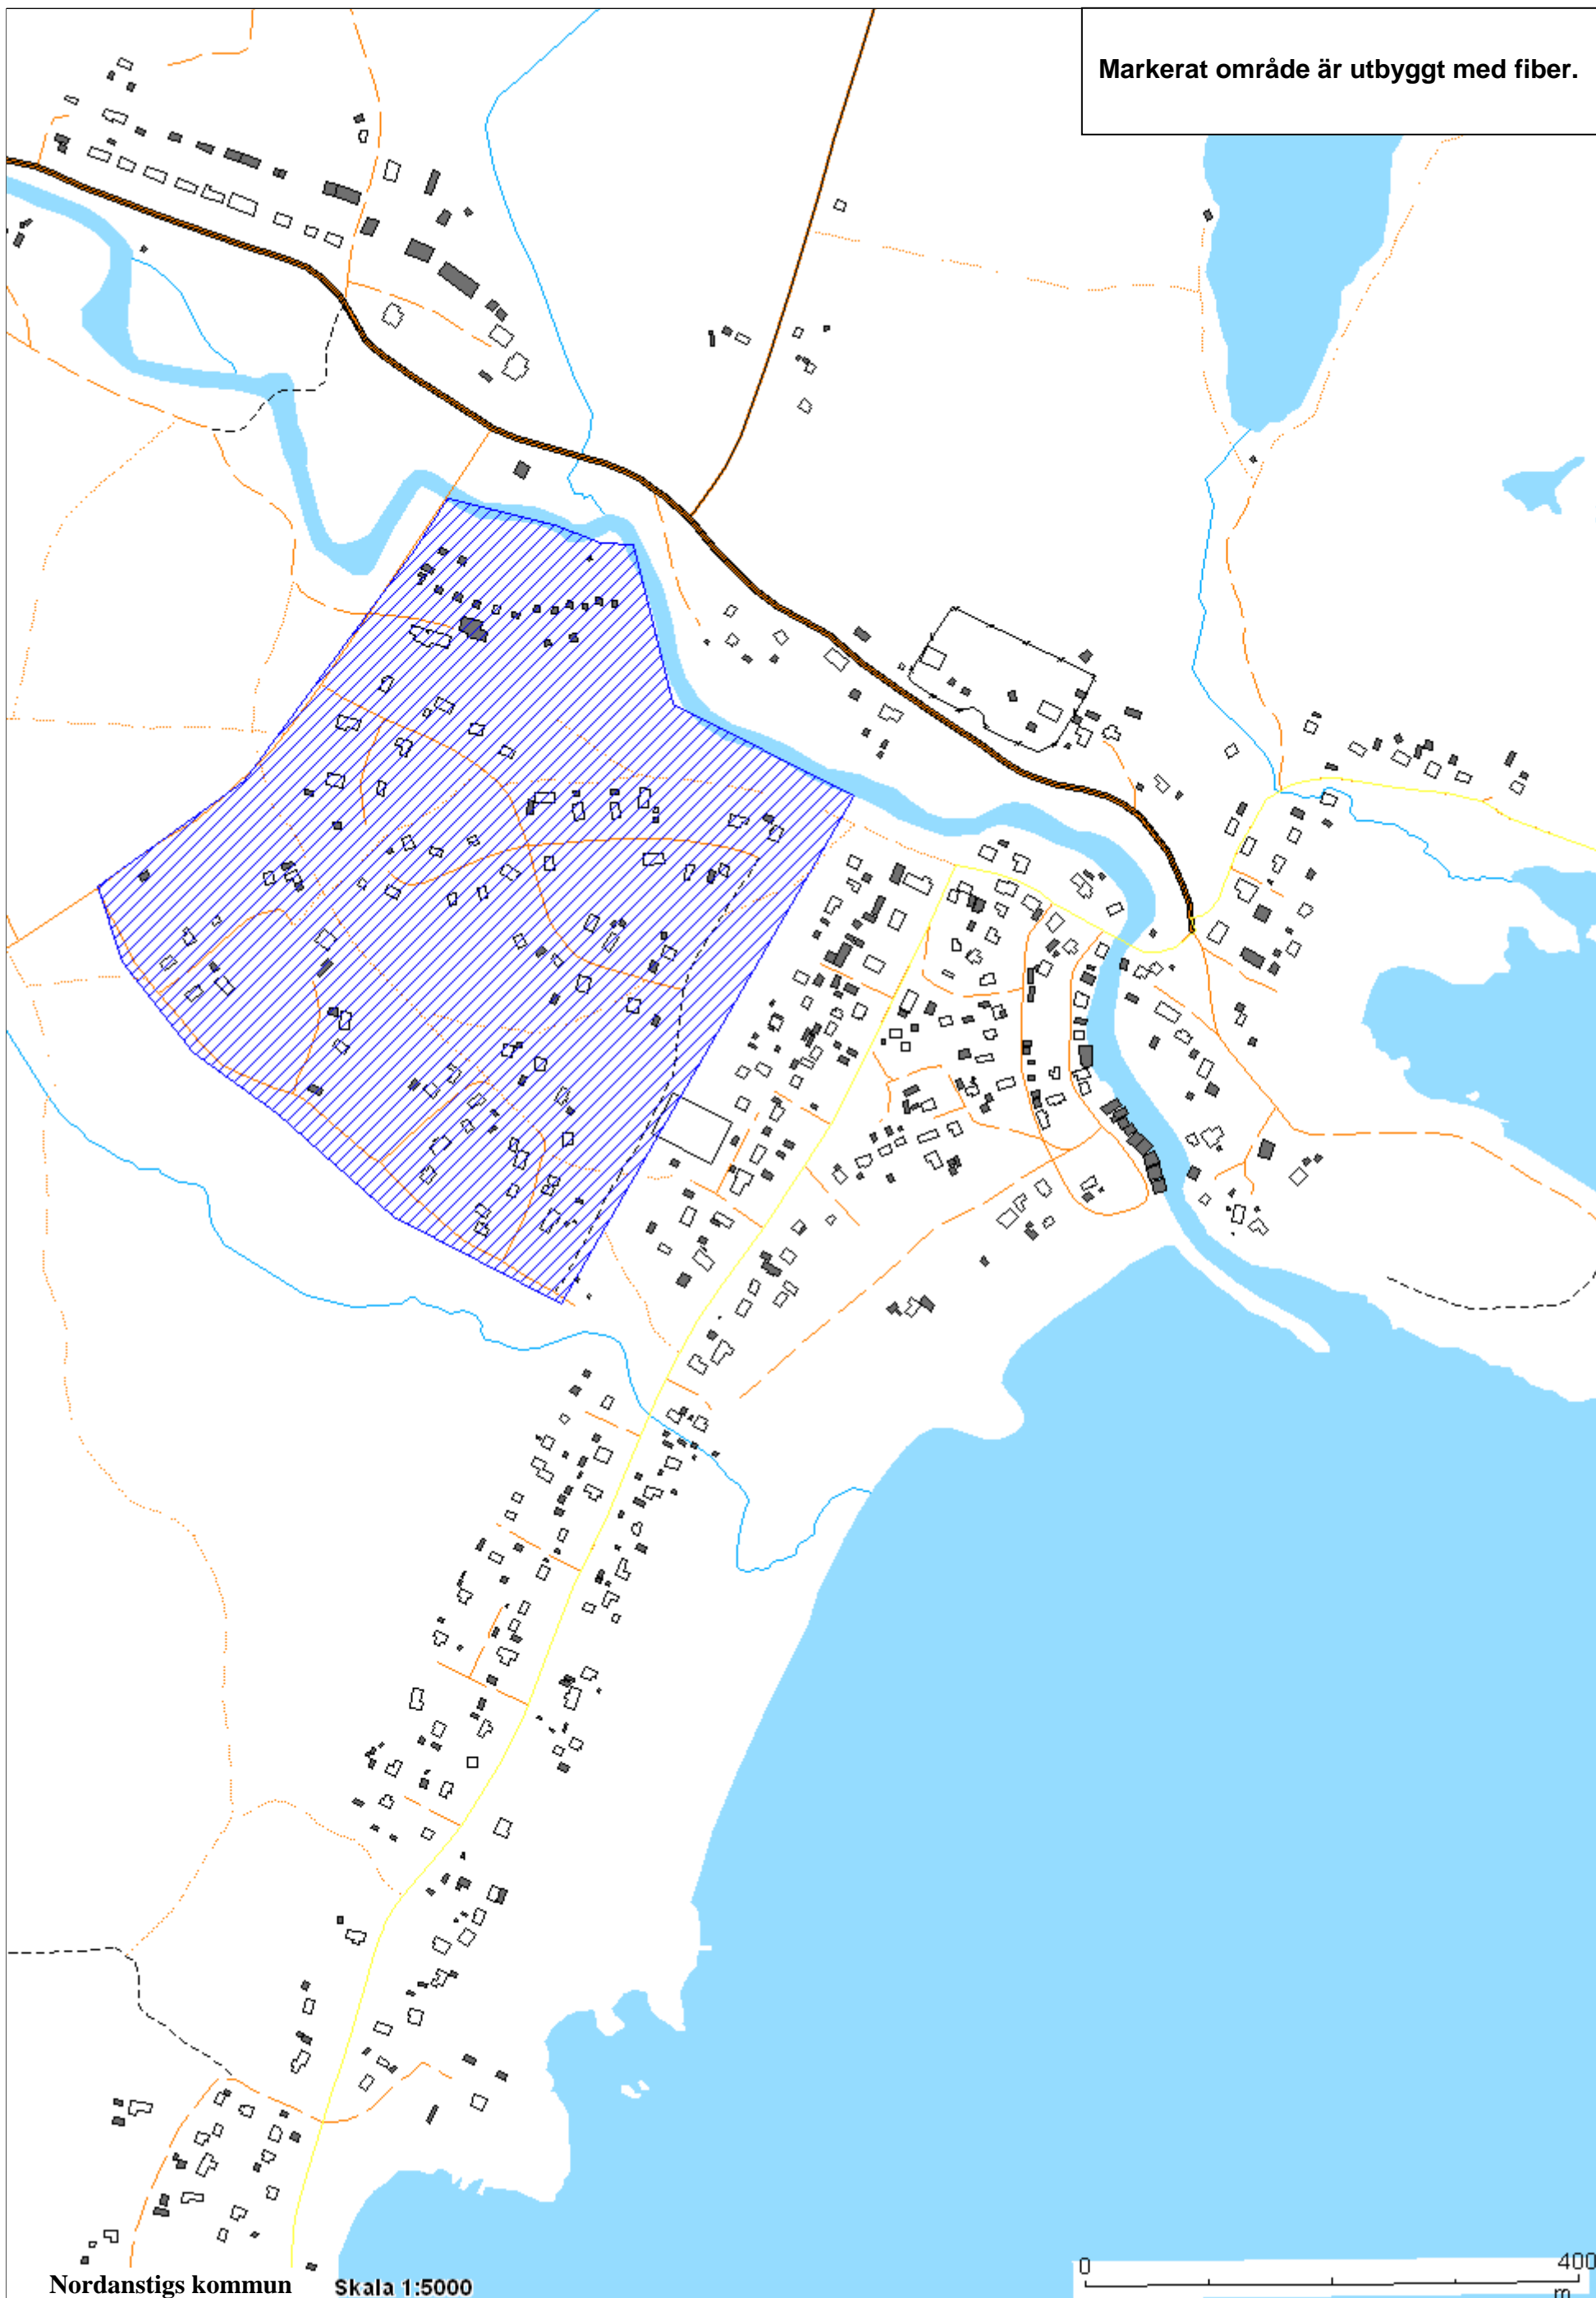 Markerat område är utbyggt med fiber.
0 400
m
Nordanstigs kommun Skala 1:5000